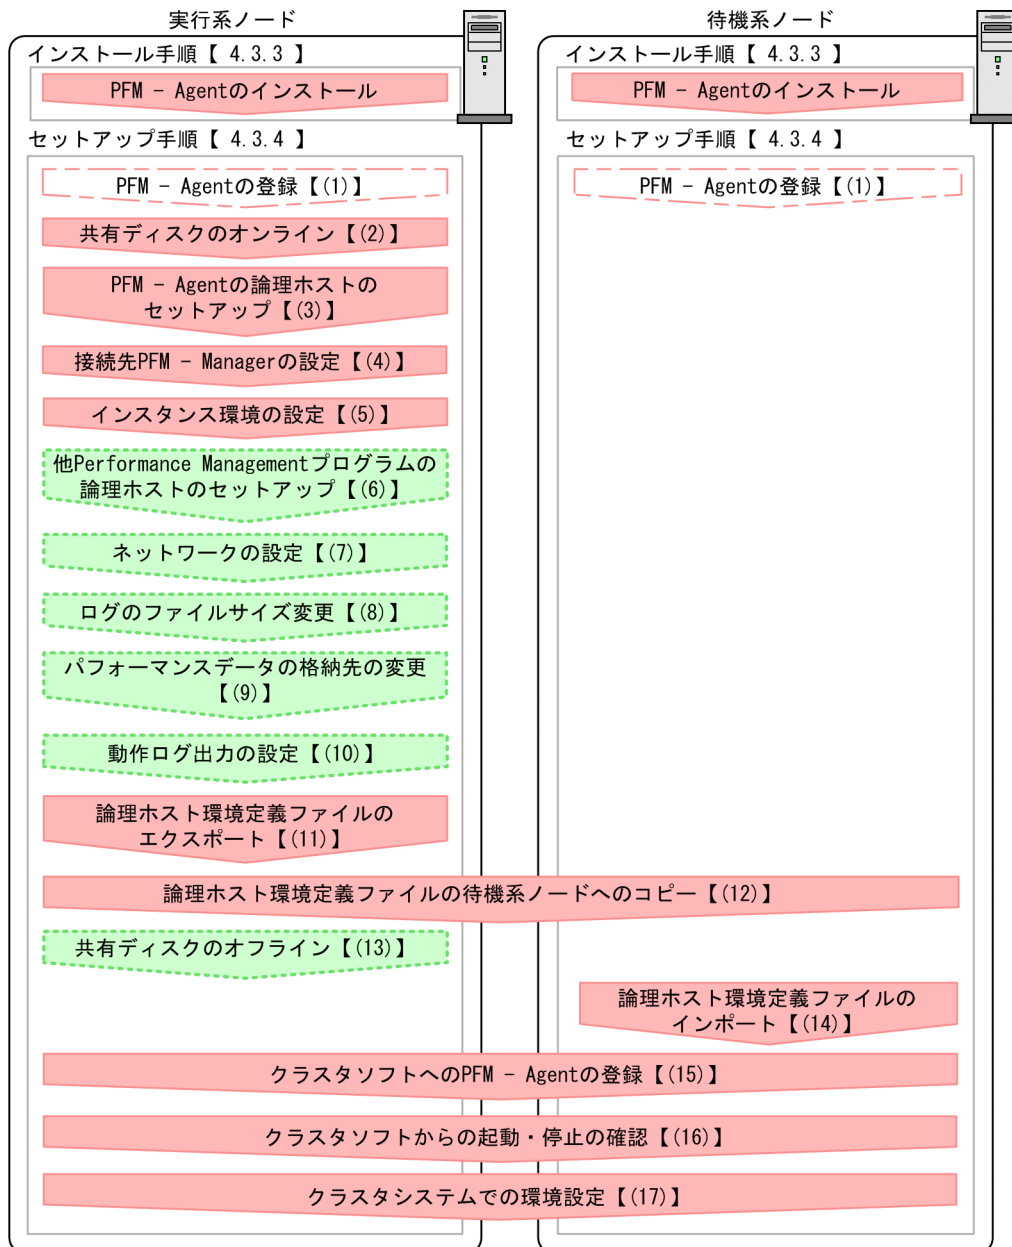 実行系ノード
待機系ノード
インストール手順【 4.3.3 】
インストール手順【 4.3.3 】
PFM - Agentのインストール
PFM - Agentのインストール
セットアップ手順【 4.3.4 】
セットアップ手順【 4.3.4 】
PFM - Agentの登録【(1)】
PFM - Agentの登録【(1)】
共有ディスクのオンライン【(2)】
PFM - Agentの論理ホストの
セットアップ【(3)】
接続先PFM - Managerの設定【(4)】
インスタンス環境の設定【(5)】
他Performance Managementプログラムの
論理ホストのセットアップ【(6)】
ネットワークの設定【(7)】
ログのファイルサイズ変更【(8)】
パフォーマンスデータの格納先の変更
【(9)】
動作ログ出力の設定【(10)】
論理ホスト環境定義ファイルの
エクスポート【(11)】
論理ホスト環境定義ファイルの待機系ノードへのコピー【(12)】
共有ディスクのオフライン【(13)】
論理ホスト環境定義ファイルの
インポート【(14)】
クラスタソフトへのPFM - Agentの登録【(15)】
クラスタソフトからの起動・停止の確認【(16)】
クラスタシステムでの環境設定【(17)】